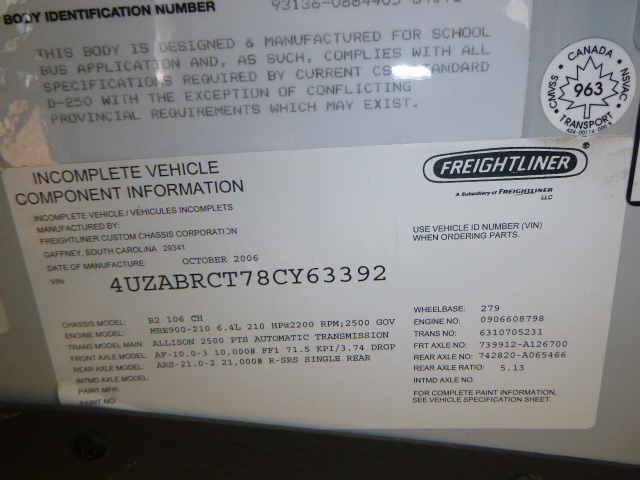 BODY IDENTIFICATION NUMBER
THIS BODY IS DESIGNED & MANUFACTURED FOR SCHOOL
BUS APPLICATION AND, AS SUCH, COMPLIES WITH ALL
SPECIFICATIONS REQUIRED BY CURRENT CSA STANDARD
D-250 WITH THE EXCEPTION OF CONFLICTING
PROVINCIAL REQUIREMENTS WHICH MAY EXIST.
CANADA
CMVSS
NSVAC
963
TRANSPORT
INCOMPLETE VEHICLE
COMPONENT INFORMATION
FREIGHTLINER ®
A Subsidiary of FREIGHTLINER
LLC
INCOMPLETE VEHICLE / VÉHICULES INCOMPLETS
MANUFACTURED BY:
FREIGHTLINER CUSTOM CHASSIS CORPORATION
GAFFNEY, SOUTH CAROLINA 29341
DATE OF MANUFACTURE: OCTOBER 2006
USE VEHICLE ID NUMBER (VIN)
WHEN ORDERING PARTS.
VIN: 4UZABRCT78CY63392
CHASSIS MODEL: B2 106 CH
ENGINE MODEL: MBE900-210 6.4L 210 HP@2200 RPM;2500 GOV
TRANS MODEL MAIN: ALLISON 2500 PTS AUTOMATIC TRANSMISSION
FRONT AXLE MODEL: AF-10.0-3 10,000# FF1 71.5 KPI/3.74 DROP
REAR AXLE MODEL: ARS-21.0-2 21,000# R-SRS SINGLE REAR
INTMD AXLE MODEL:
PAINT MFR:
PAINT NO:
WHEELBASE: 279
ENGINE NO: 0906608798
TRANS NO: 6310705231
FRT AXLE NO: 739912-A126700
REAR AXLE NO: 742820-A065466
REAR AXLE RATIO: 5.13
INTMD AXLE NO:
FOR COMPLETE PAINT INFORMATION,
SEE VEHICLE SPECIFICATION SHEET.